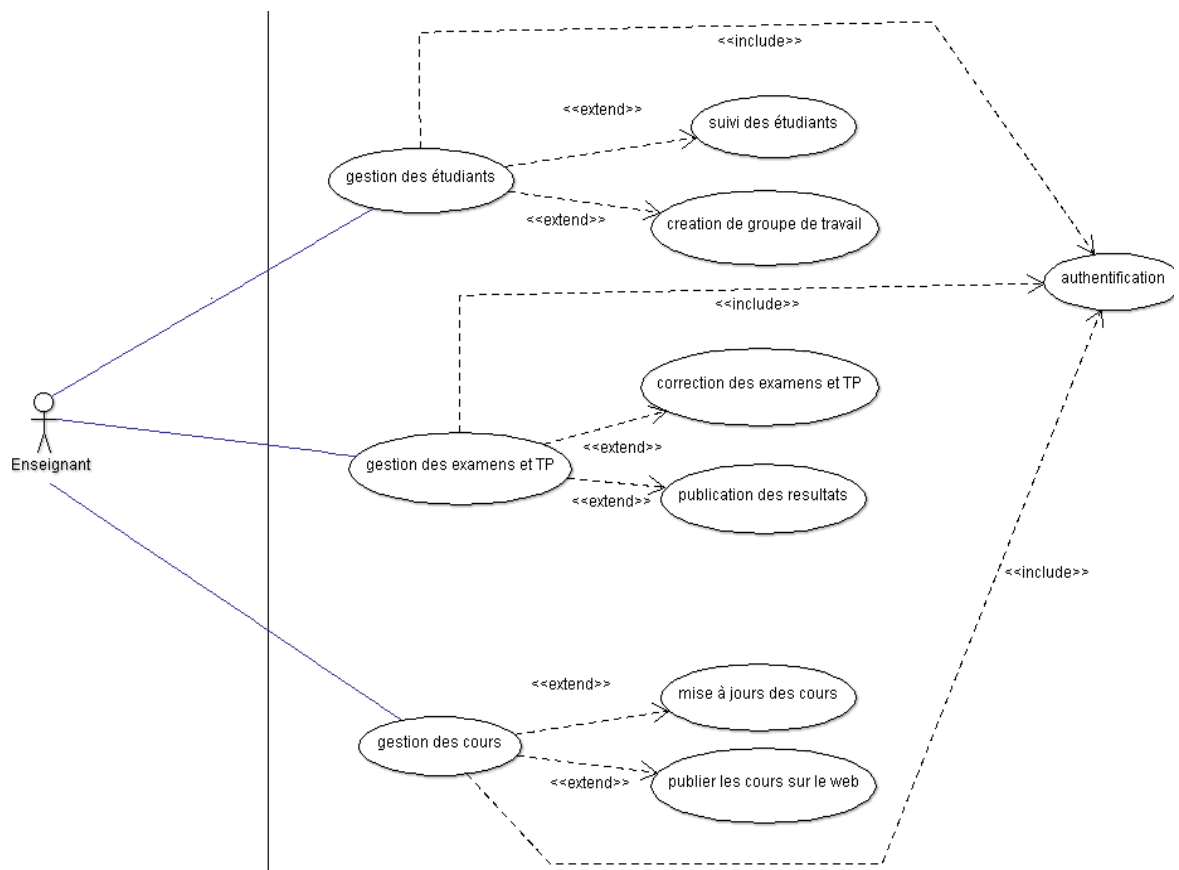 <<include>>
<<extend>>
suivi des étudiants
gestion des étudiants
<<extend>>
creation de groupe de travail
authentification
<<include>>
correction des examens et TP
<<extend>>
Enseignant
gestion des examens et TP
publication des resultats
<<extend>>
<<include>>
<<extend>>
mise à jours des cours
gestion des cours
<<extend>>
publier les cours sur le web